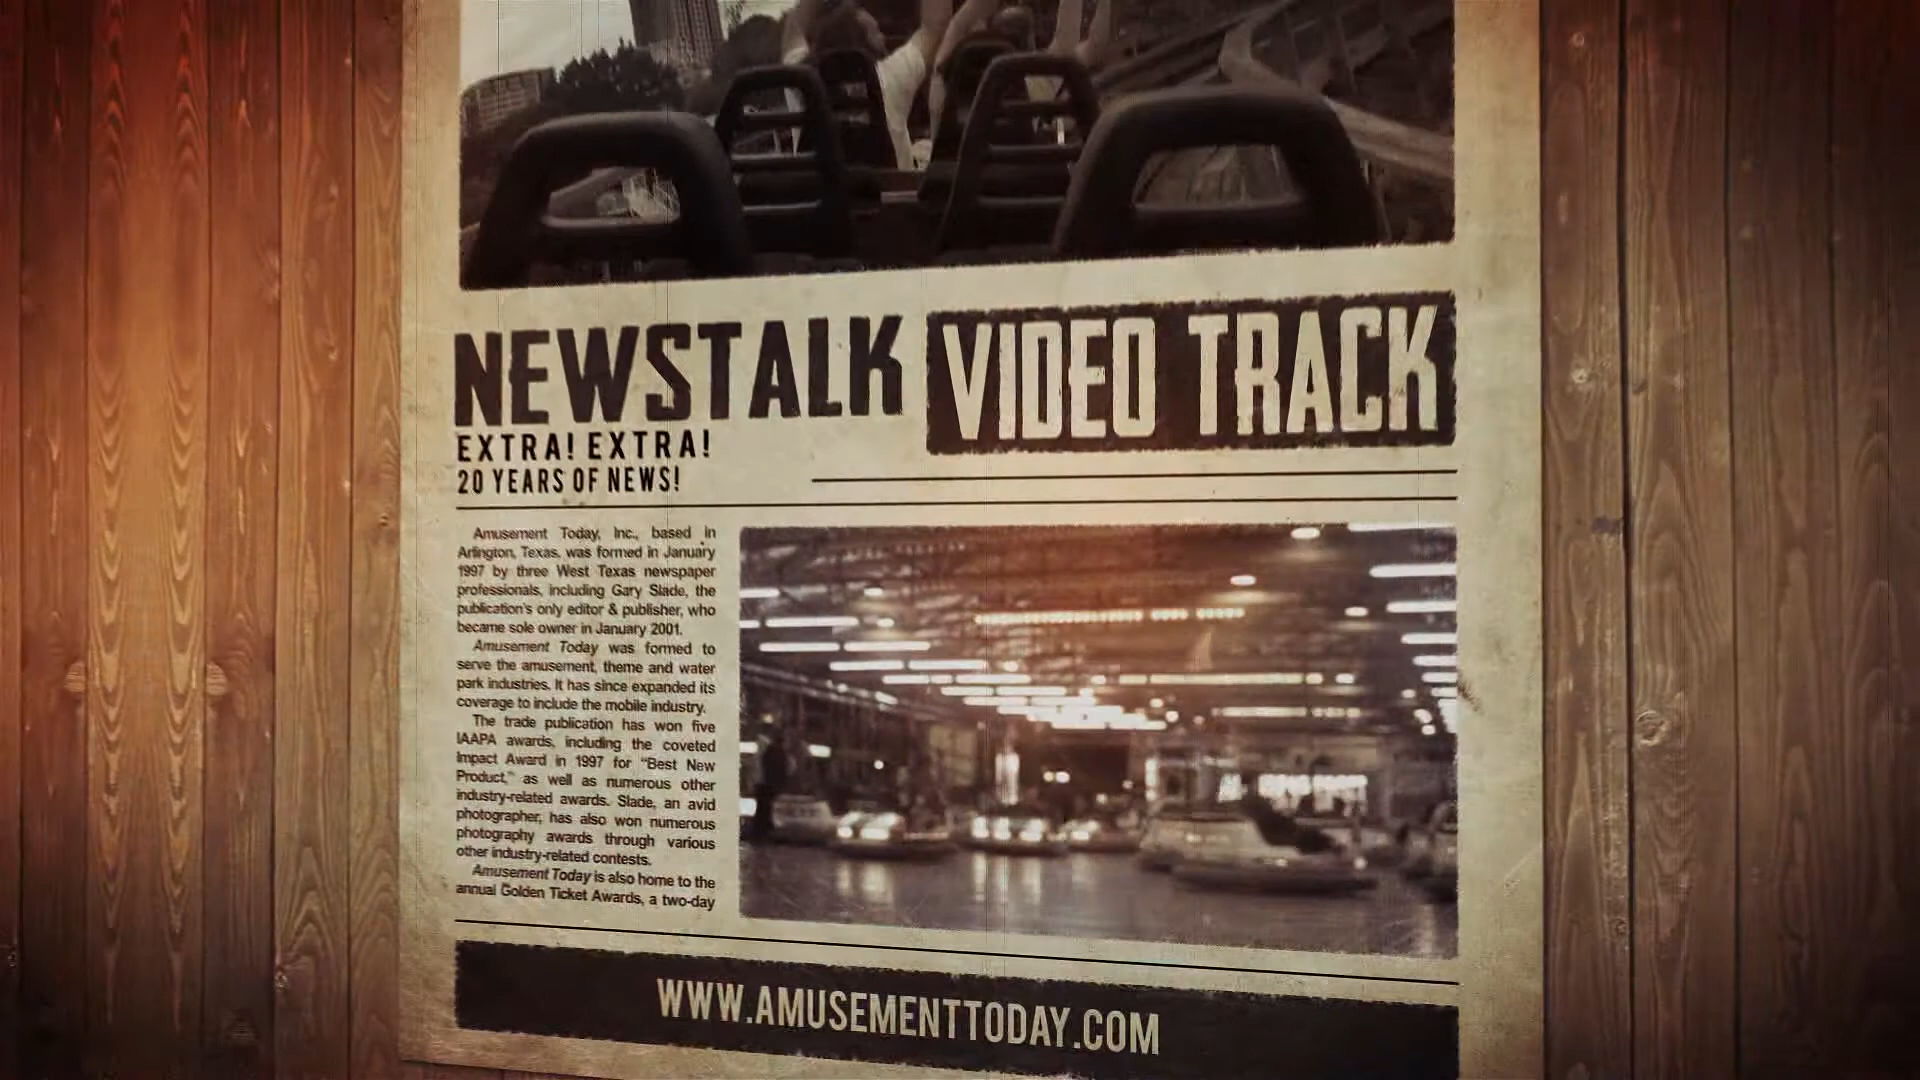 NEWSTALK VIDEO TRACK
EXTRA! EXTRA!
20 YEARS OF NEWS!
Amusement Today, Inc., based in
Arlington, Texas, was formed in January
1997 by three West Texas newspaper
professionals, including Gary Slade, the
publication's only editor & publisher, who
became sole owner in January 2001.
Amusement Today was formed to
serve the amusement, theme and water
park industries. It has since expanded its
coverage to include the mobile industry.
The trade publication has won five
IAAPA awards, including the coveted
Impact Award in 1997 for “Best New
Product,” as well as numerous other
industry-related awards. Slade, an avid
photographer, has also won numerous
photography awards through various
other industry-related contests.
Amusement Today is also home to the
annual Golden Ticket Awards, a two-day
WWW.AMUSEMENTTODAY.COM